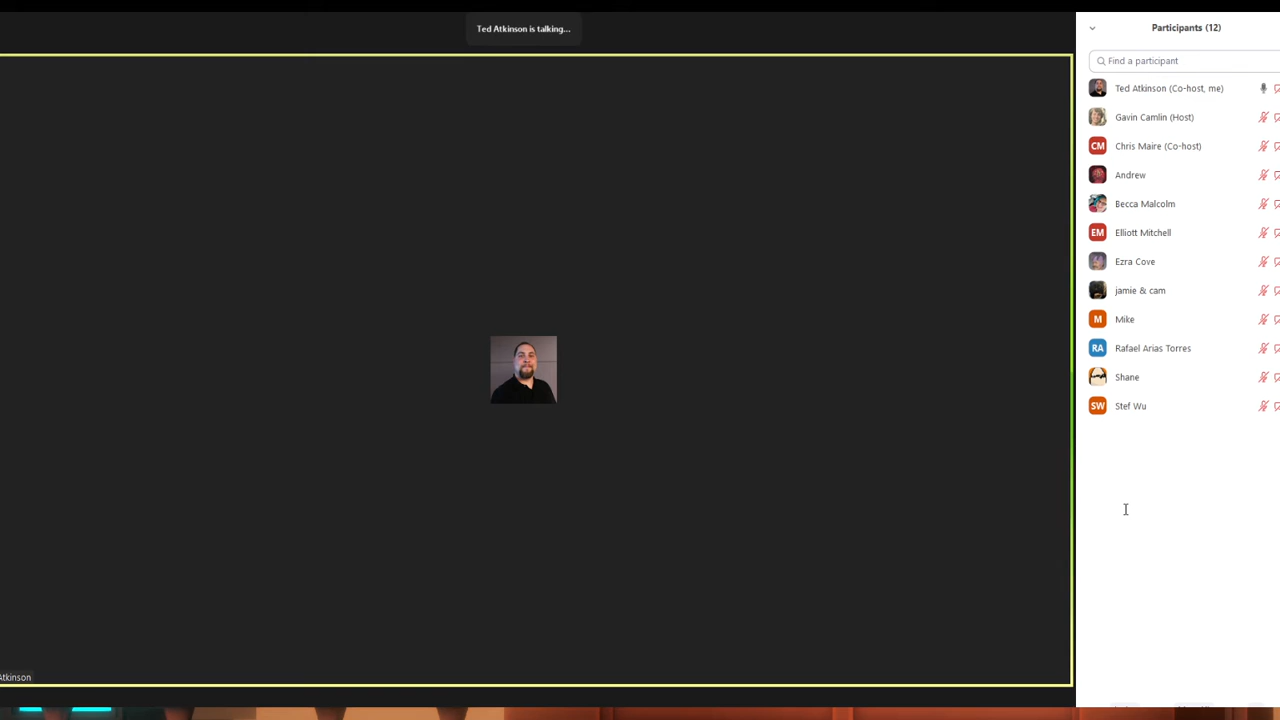 Ted Atkinson is talking...
Participants (12)
Find a participant
Ted Atkinson (Co-host, me)
Gavin Camlin (Host)
CM Chris Maire (Co-host)
Andrew
Becca Malcolm
EM Elliott Mitchell
Ezra Cove
jamie & cam
M Mike
RA Rafael Arias Torres
Shane
SW Stef Wu
Atkinson